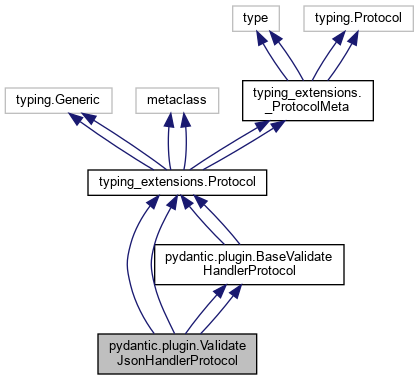 type
typing.Protocol
typing.Generic
metaclass
typing_extensions.
_ProtocolMeta
typing_extensions.Protocol
pydantic.plugin.BaseValidate
HandlerProtocol
pydantic.plugin.Validate
JsonHandlerProtocol